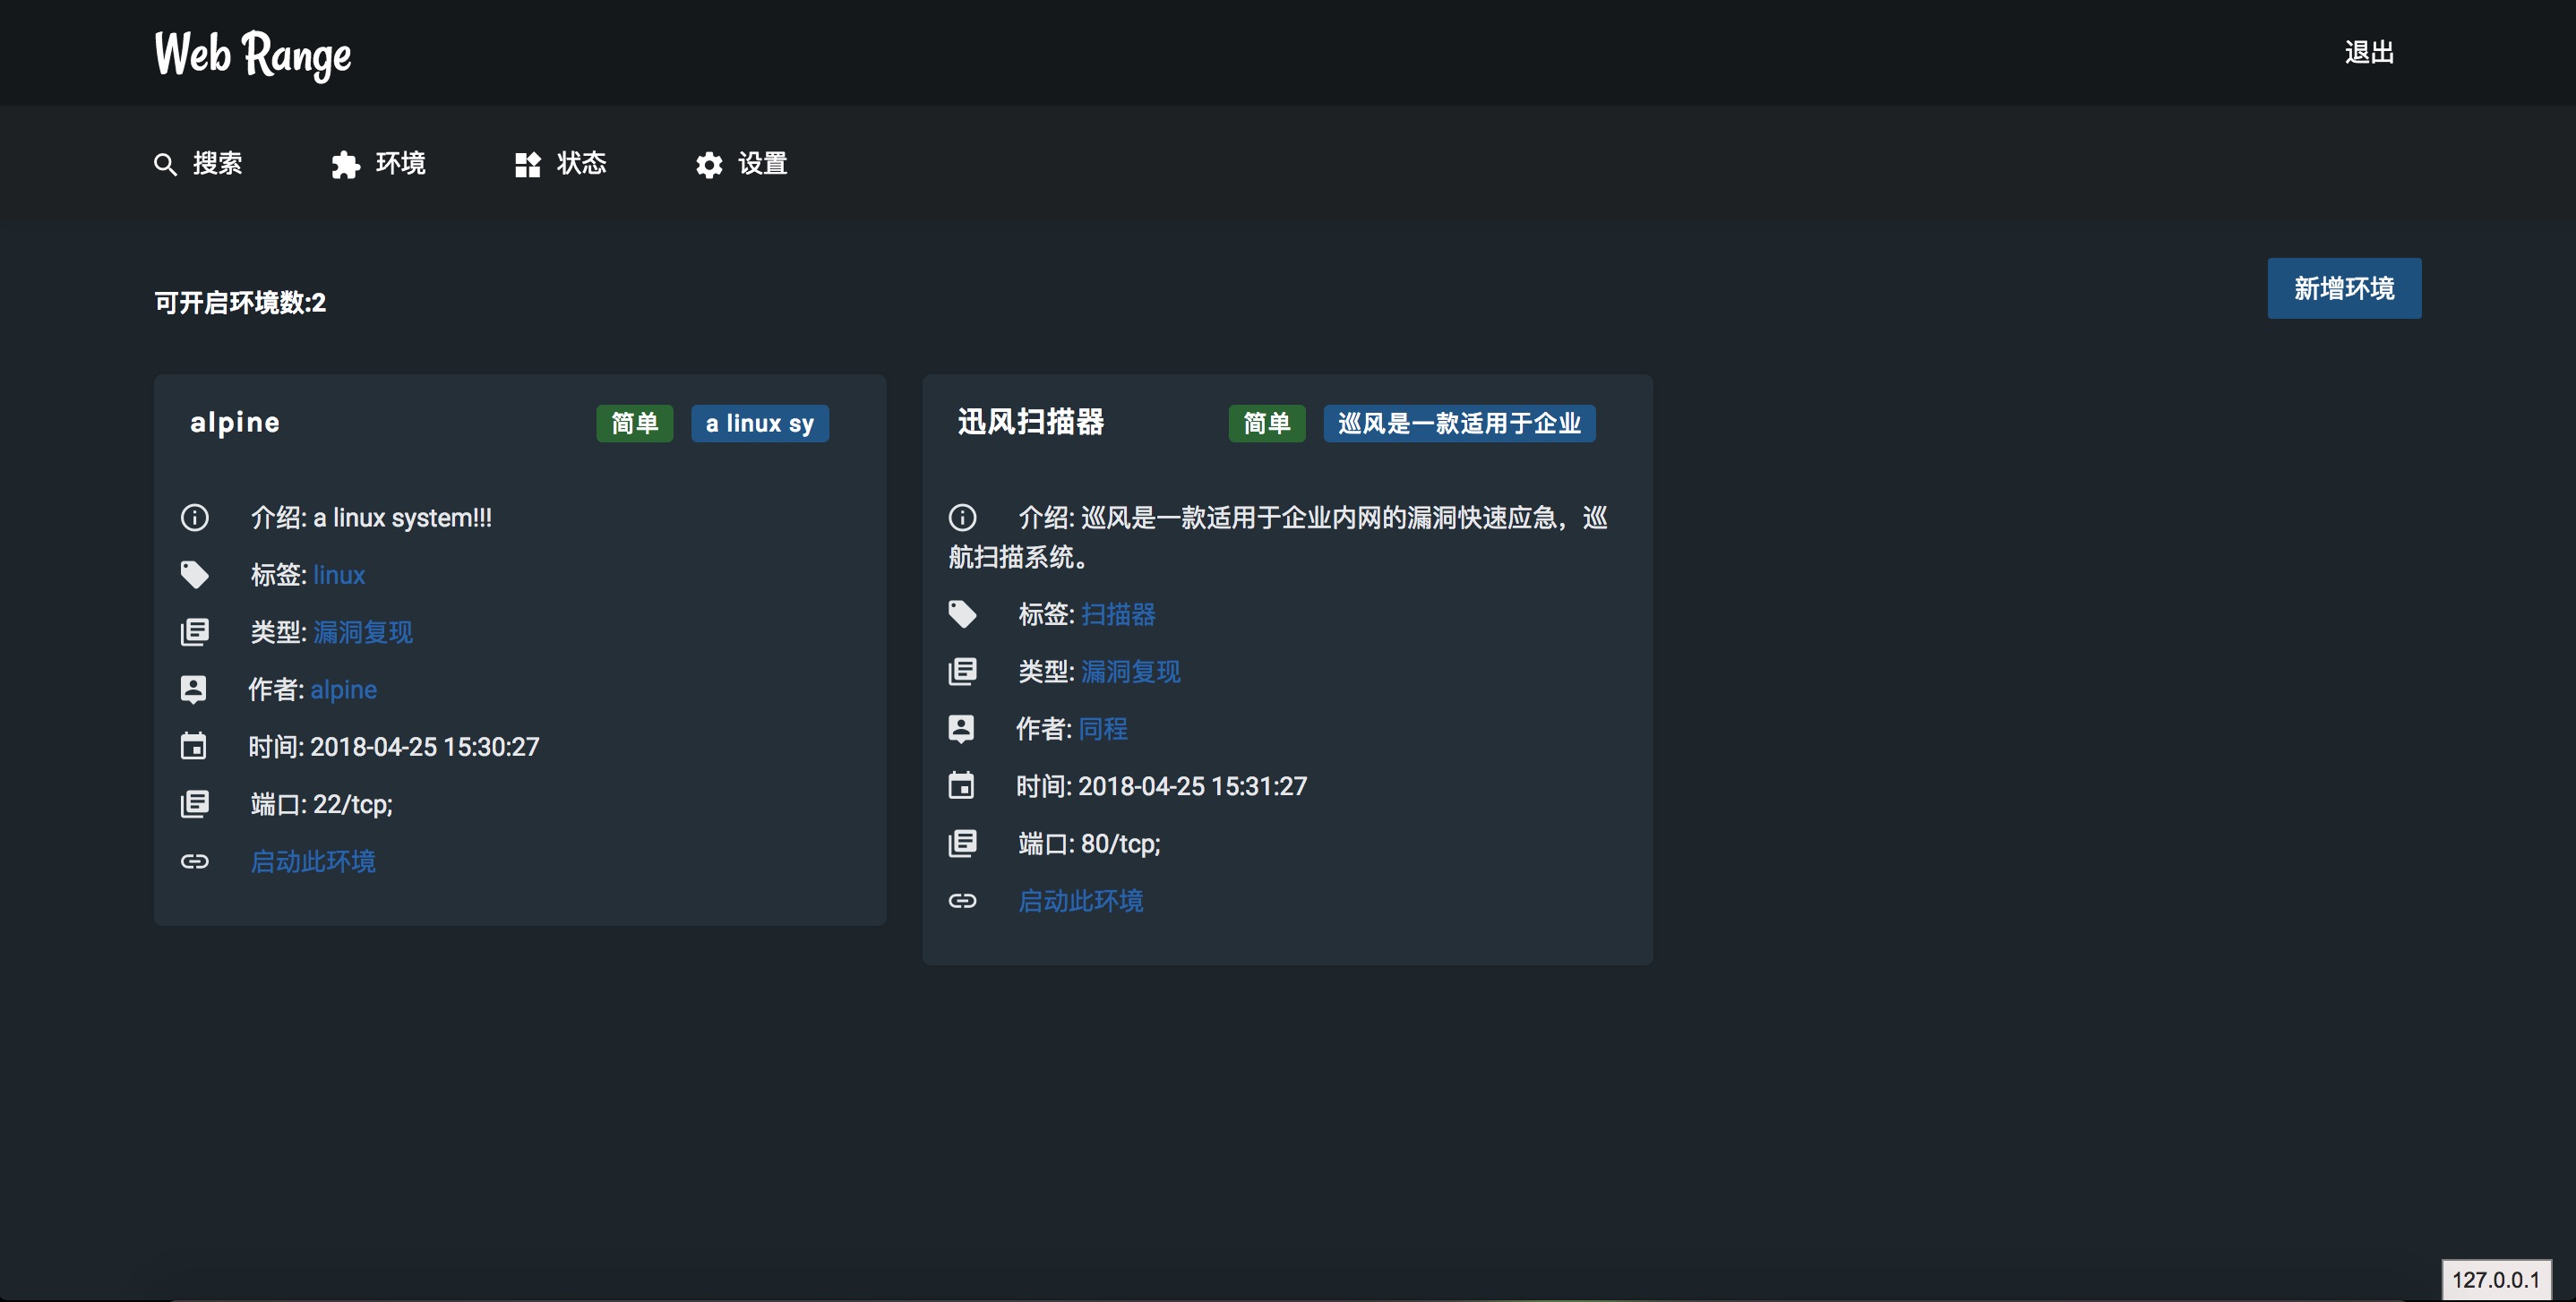 Web Range
退出
搜索 环境 状态 设置
可开启环境数:2
新增环境
alpine 简单 a linux sy
介绍: a linux system!!!
标签: linux
类型: 漏洞复现
作者: alpine
时间: 2018-04-25 15:30:27
端口: 22/tcp;
启动此环境
迅风扫描器 简单 巡风是一款适用于企业
介绍: 巡风是一款适用于企业内网的漏洞快速应急，巡
航扫描系统。
标签: 扫描器
类型: 漏洞复现
作者: 同程
时间: 2018-04-25 15:31:27
端口: 80/tcp;
启动此环境
127.0.0.1